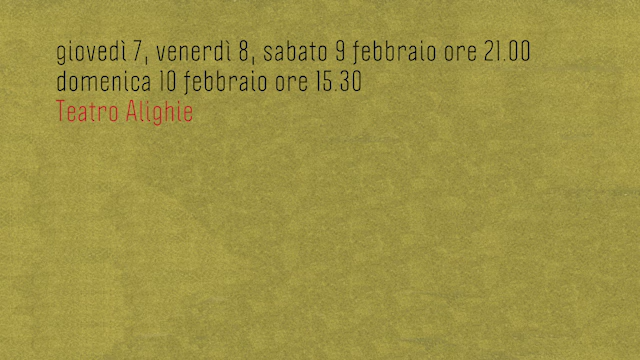 giovedì 7, venerdì 8, sabato 9 febbraio ore 21.00
domenica 10 febbraio ore 15.30
Teatro Alighie